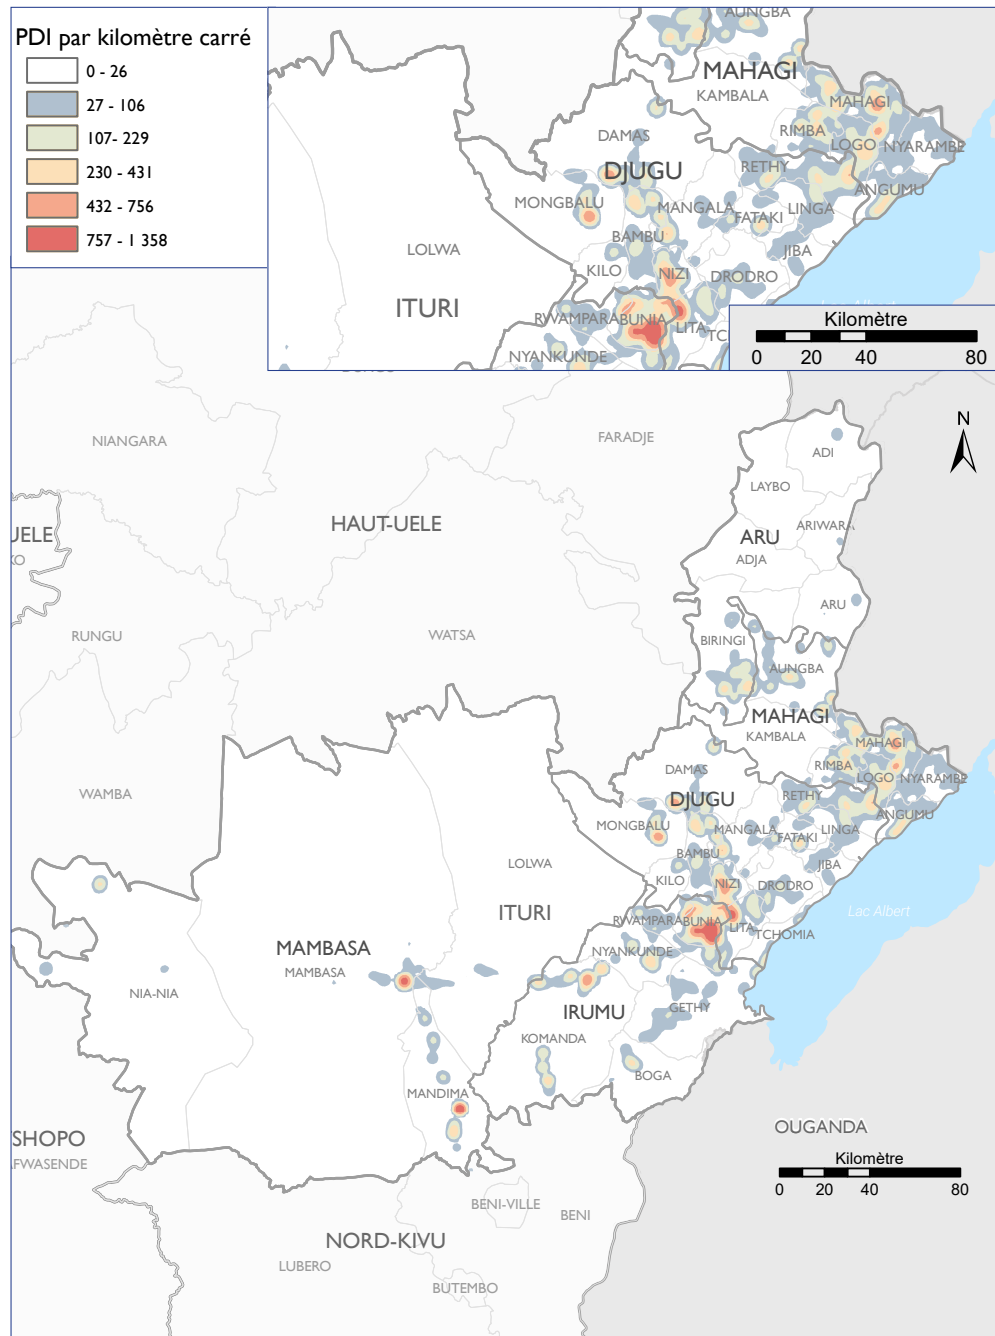 PDI par kilomètre carré
0 - 26
27 - 106
107- 229
230 - 431
432 - 756
757 - 1 358
AUNGBA
MAHAGI
KAMBALA
MAHAGI
DAMAS
RIMBA
LOGO
NYARAMBE
DJUGU
RETHY
ANGUMU
MONGBALU
MANGALA
FATAKI
LINGA
BAMBU
JIBA
LOLWA
KILO
NIZI
DRODRO
ITURI
RWAMPARA
BUNIA
LITA
NYANKUNDE
Kilomètre
0 20 40 80
NIANGARA
FARADJE
N
ADI
LAYBO
HAUT-UELE
ARIWARA
ARU
ADJA
ARU
RUNGU
WATSA
BIRINGI
AUNGBA
MAHAGI
KAMBALA
MAHAGI
DAMAS
RIMBA
LOGO
NYARAMBE
WAMBA
DJUGU
RETHY
ANGUMU
MONGBALU
MANGALA
FATAKI
LINGA
BAMBU
LOLWA
JIBA
KILO
NIZI
DRODRO
ITURI
Lac Albert
RWAMPARA
BUNIA
LITA
TCHOMIA
MAMBASA
NYANKUNDE
MAMBASA
NIA-NIA
GETHY
IRUMU
KOMANDA
BOGA
MANDIMA
OUGANDA
Kilomètre
0 20 40 80
BENI-VILLE
BENI
NORD-KIVU
LUBERO
BUTEMBO